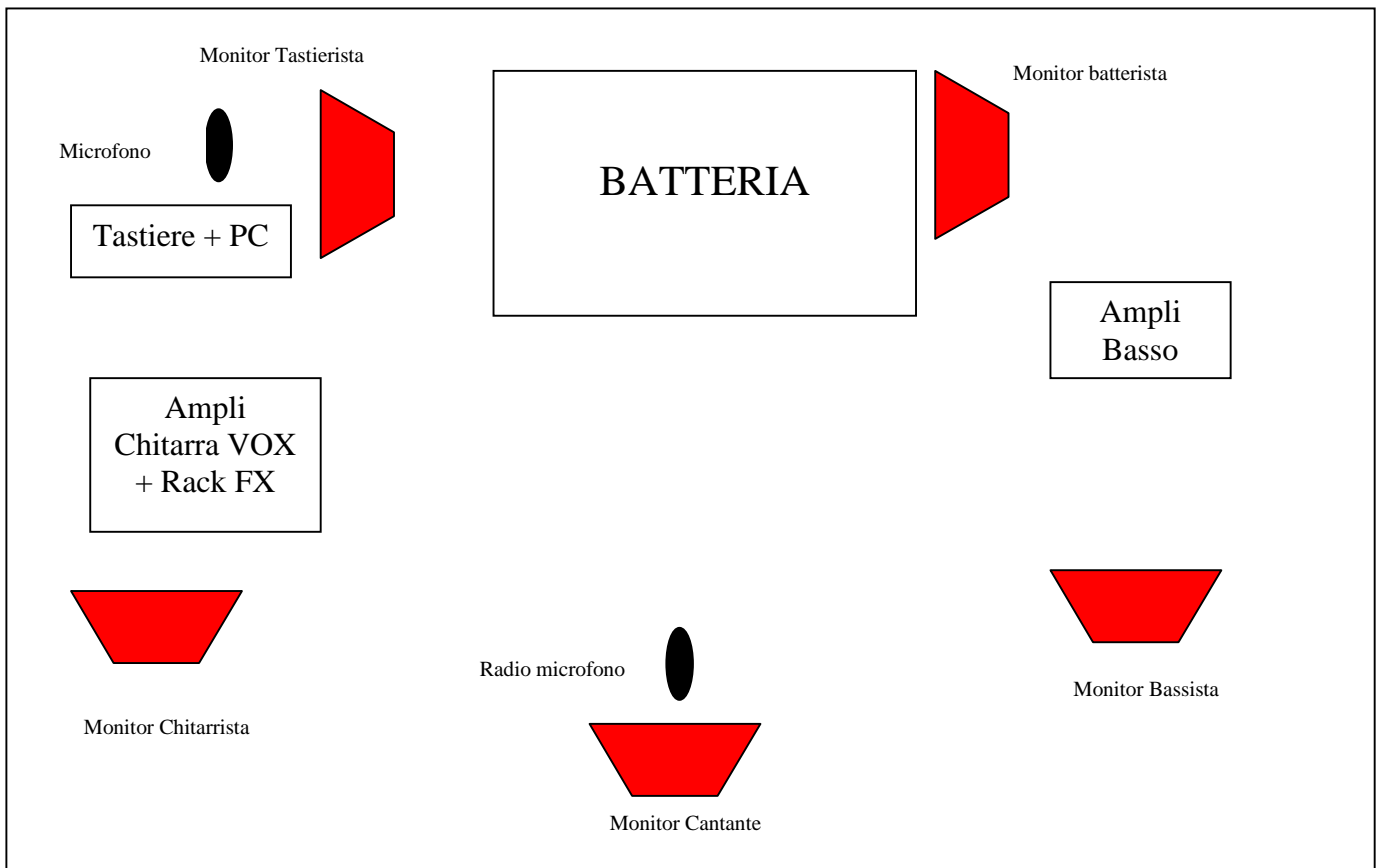 Monitor Tastierista
Monitor batterista
Microfono
BATTERIA
Tastiere + PC
Ampli
Basso
Ampli
Chitarra VOX
+ Rack FX
Radio microfono
Monitor Bassista
Monitor Chitarrista
Monitor Cantante